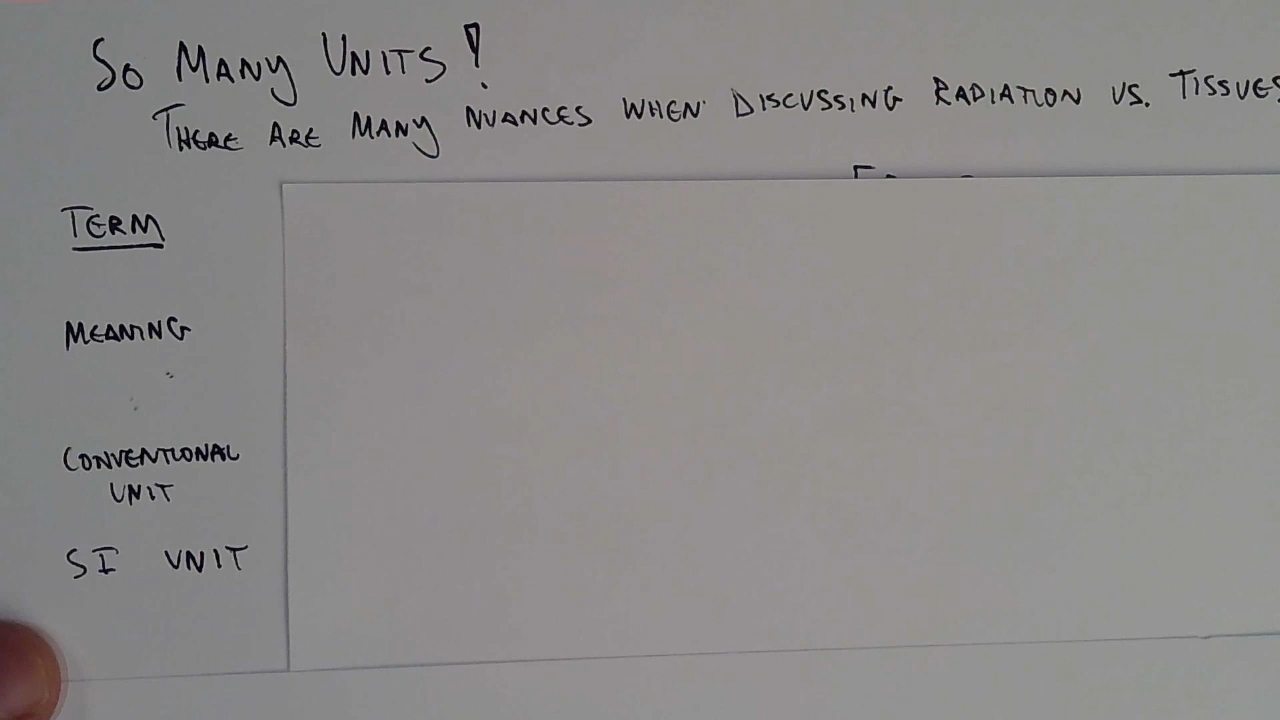 So MANY UNITS!
THERE ARE MANY NUANCES WHEN DISCUSSING RADIATION VS. TISSUES
TERM
MEANING
CONVENTIONAL
UNIT
SI UNIT